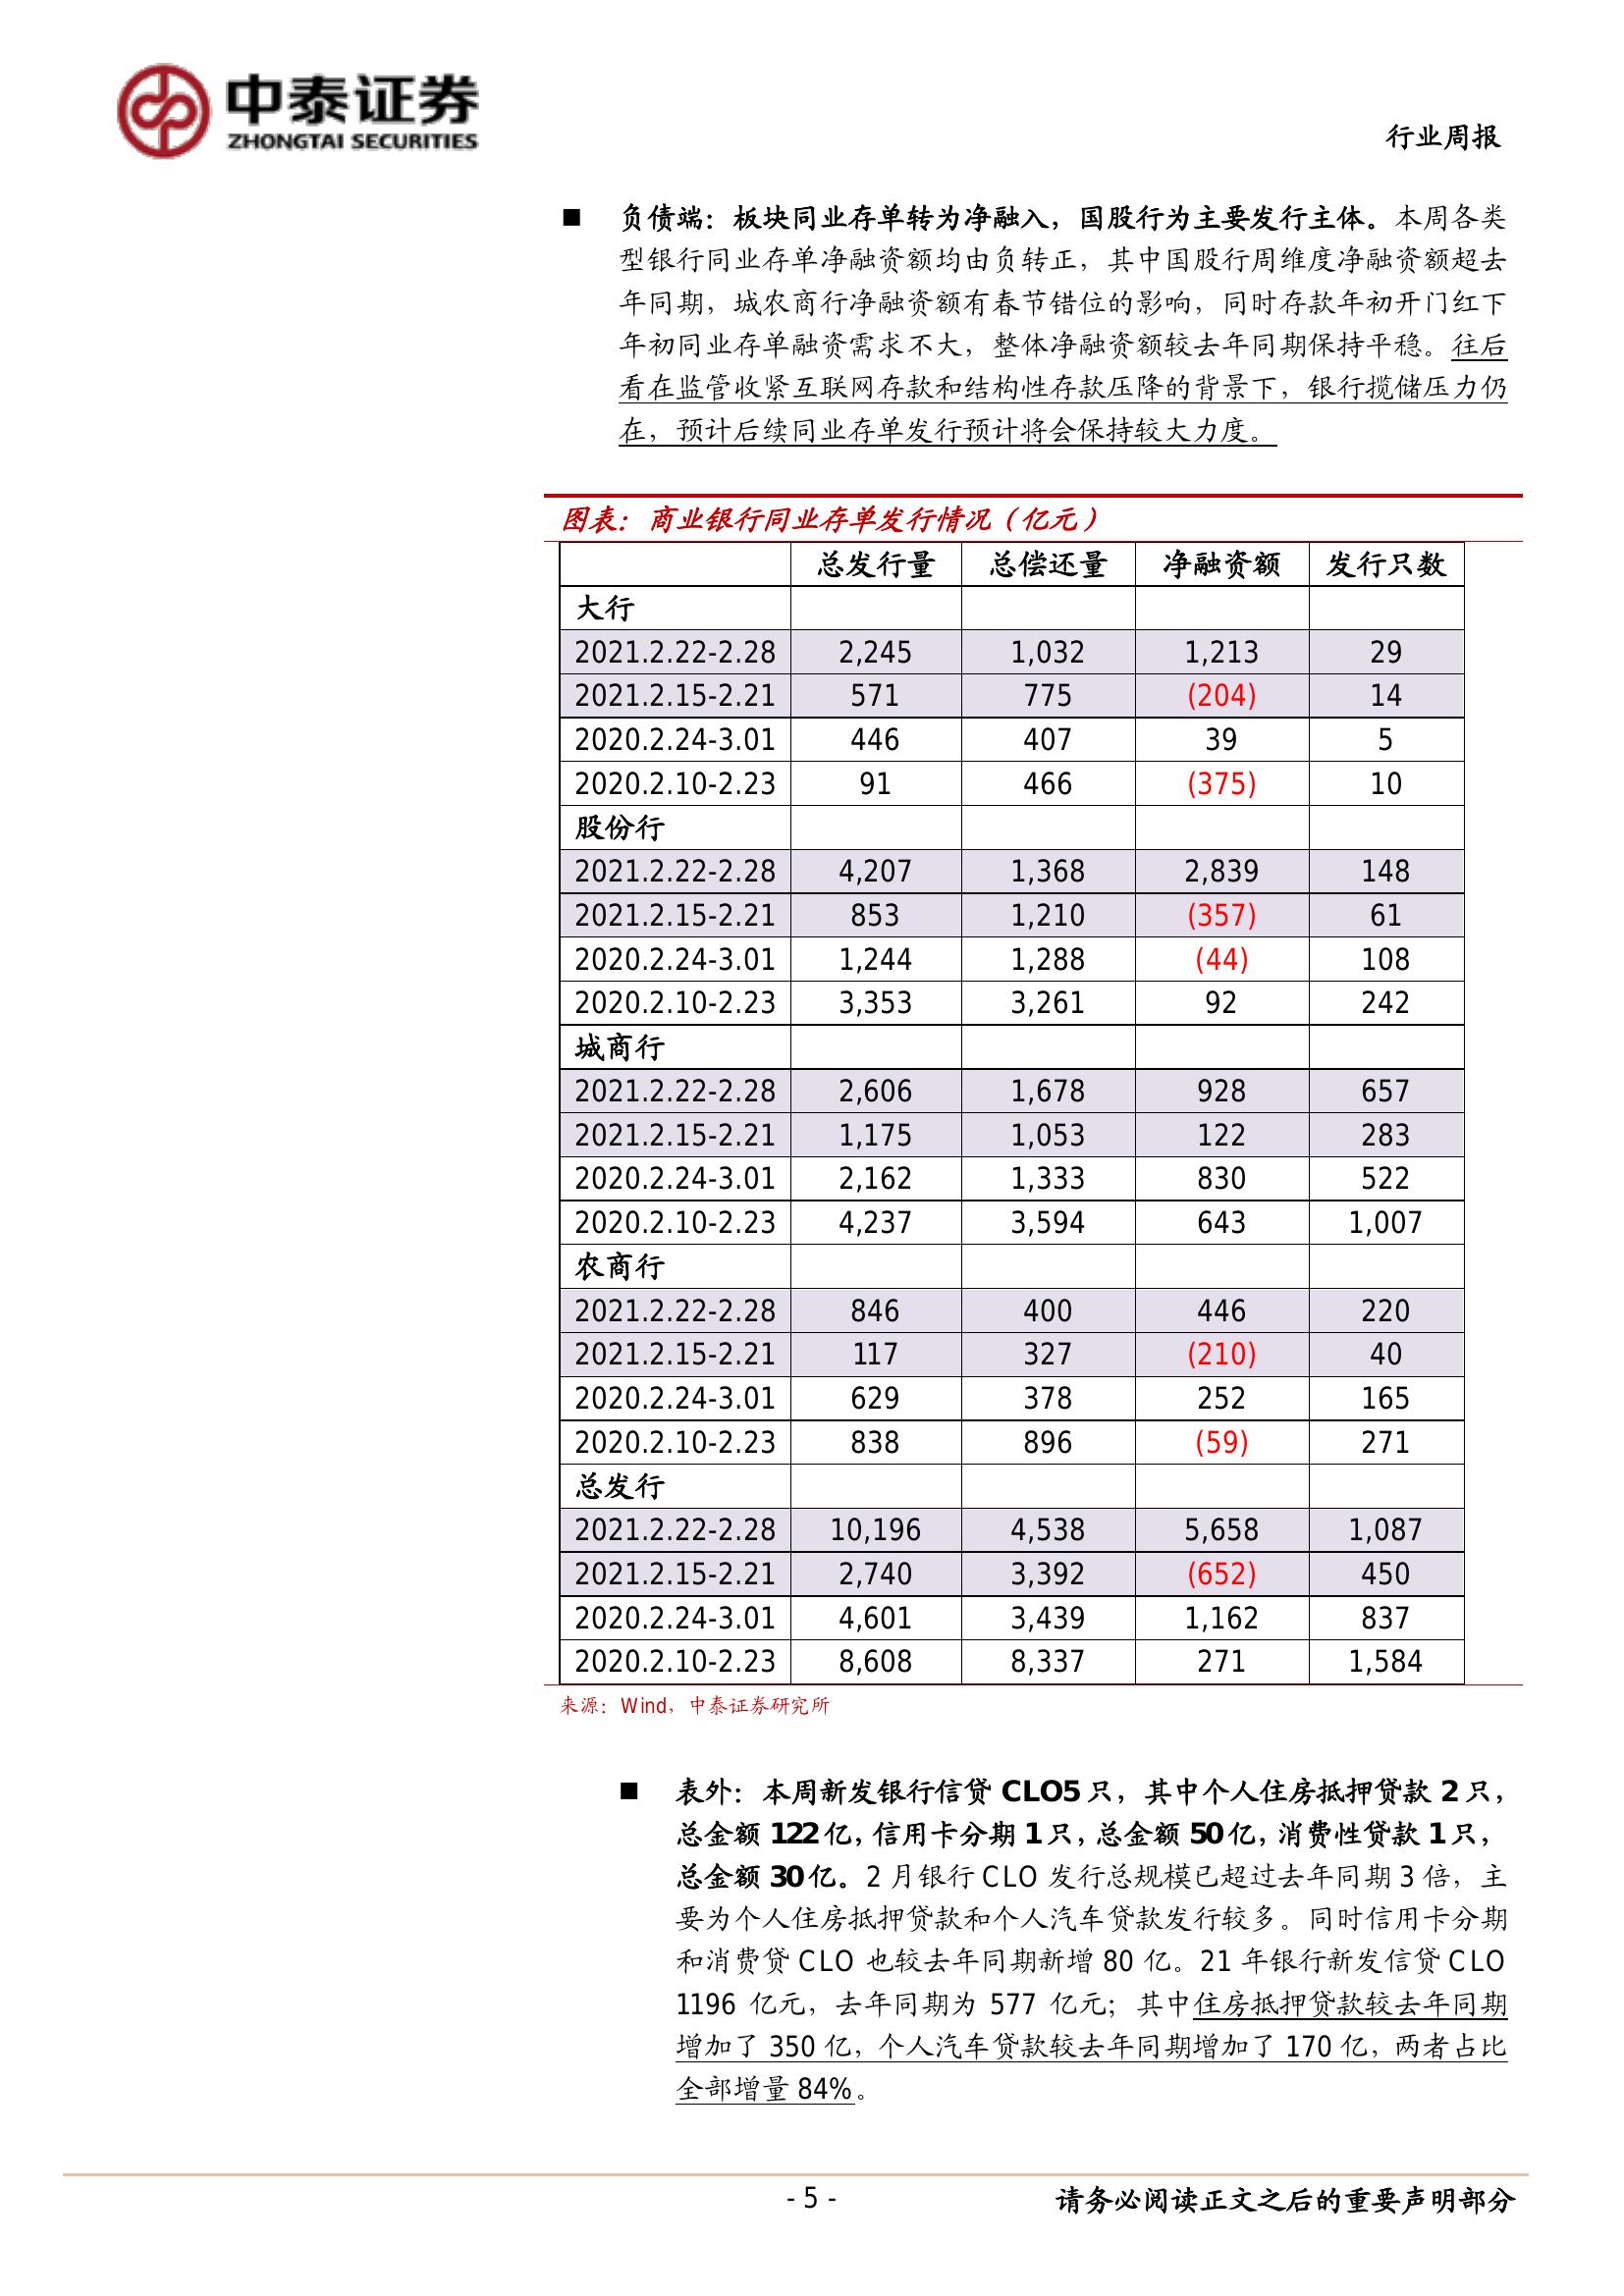 中泰证券
ZHONGTAI SECURITIES
行业周报
■ 负债端：板块同业存单转为净融入，国股行为主要发行主体。本周各类
型银行同业存单净融资额均由负转正，其中国股行周维度净融资额超去
年同期，城农商行净融资额有春节错位的影响，同时存款年初开门红下
年初同业存单融资需求不大，整体净融资额较去年同期保持平稳。往后
看在监管收紧互联网存款和结构性存款压降的背景下，银行揽储压力仍
在，预计后续同业存单发行预计将会保持较大力度。
图表：商业银行同业存单发行情况（亿元）
总发行量 总偿还量 净融资额 发行只数
大行
2021.2.22-2.28 2,245 1,032 1,213 29
2021.2.15-2.21 571 775 (204) 14
2020.2.24-3.01 446 407 39 5
2020.2.10-2.23 91 466 (375) 10
股份行
2021.2.22-2.28 4,207 1,368 2,839 148
2021.2.15-2.21 853 1,210 (357) 61
2020.2.24-3.01 1,244 1,288 (44) 108
2020.2.10-2.23 3,353 3,261 92 242
城商行
2021.2.22-2.28 2,606 1,678 928 657
2021.2.15-2.21 1,175 1,053 122 283
2020.2.24-3.01 2,162 1,333 830 522
2020.2.10-2.23 4,237 3,594 643 1,007
农商行
2021.2.22-2.28 846 400 446 220
2021.2.15-2.21 117 327 (210) 40
2020.2.24-3.01 629 378 252 165
2020.2.10-2.23 838 896 (59) 271
总发行
2021.2.22-2.28 10,196 4,538 5,658 1,087
2021.2.15-2.21 2,740 3,392 (652) 450
2020.2.24-3.01 4,601 3,439 1,162 837
2020.2.10-2.23 8,608 8,337 271 1,584
来源：Wind，中泰证券研究所
■ 表外：本周新发银行信贷 CLO5 只，其中个人住房抵押贷款 2 只，
总金额 122 亿，信用卡分期 1 只，总金额 50 亿，消费性贷款 1 只，
总金额 30 亿。2 月银行 CLO 发行总规模已超过去年同期 3 倍，主
要为个人住房抵押贷款和个人汽车贷款发行较多。同时信用卡分期
和消费贷 CLO 也较去年同期新增 80 亿。21 年银行新发信贷 CLO
1196 亿元，去年同期为 577 亿元；其中住房抵押贷款较去年同期
增加了 350 亿，个人汽车贷款较去年同期增加了 170 亿，两者占比
全部增量 84%。
- 5 -
请务必阅读正文之后的重要声明部分